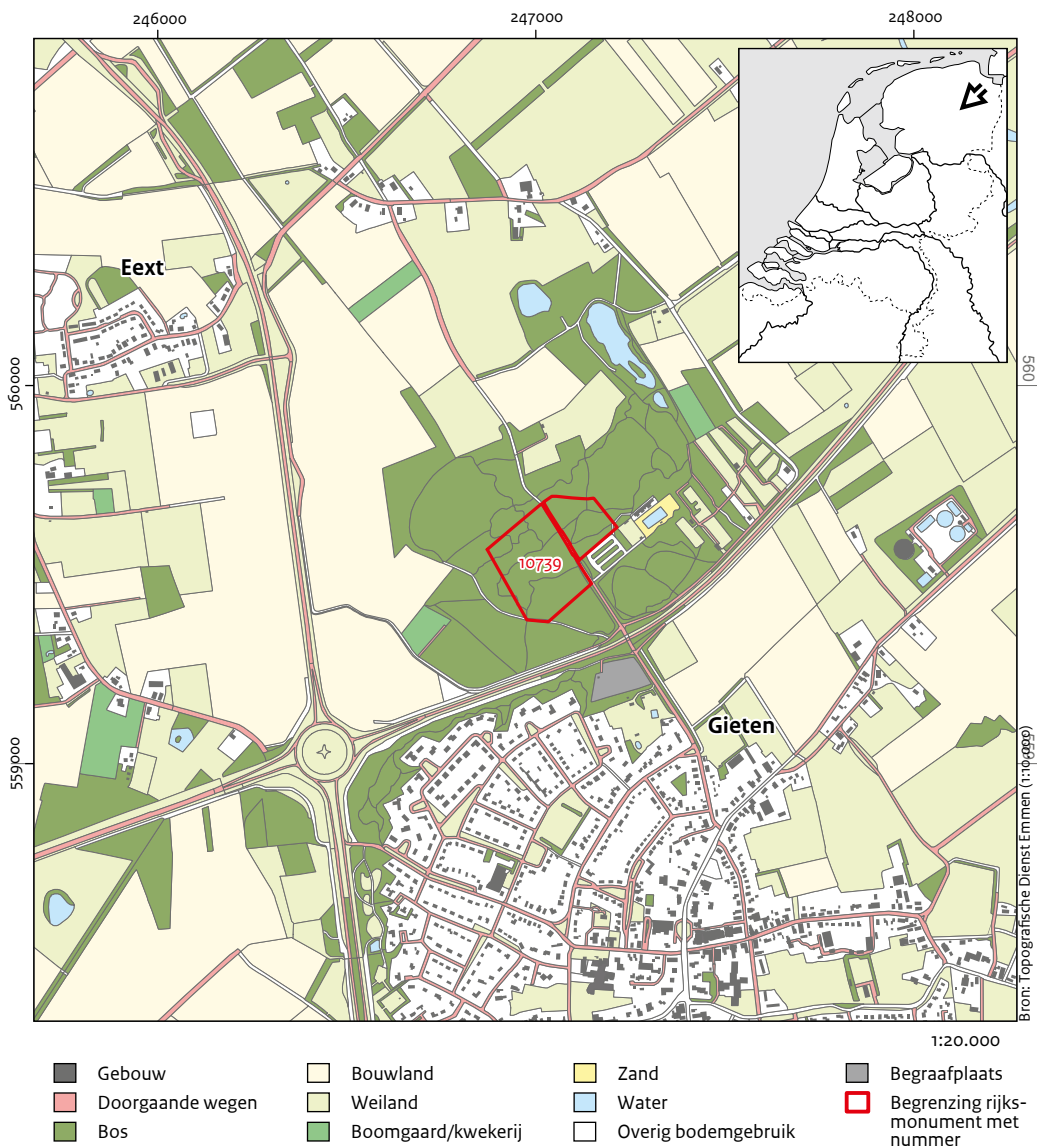 246000
247000
248000
Eext
560000
560
10739
Gieten
559000
Bron: Topografische Dienst Emmen (1:10.000)
1:20.000
Gebouw
Doorgaande wegen
Bos
Bouwland
Weiland
Boomgaard/kwekerij
Zand
Water
Overig bodemgebruik
Begraafplaats
Begrenzing rijks-
monument met
nummer